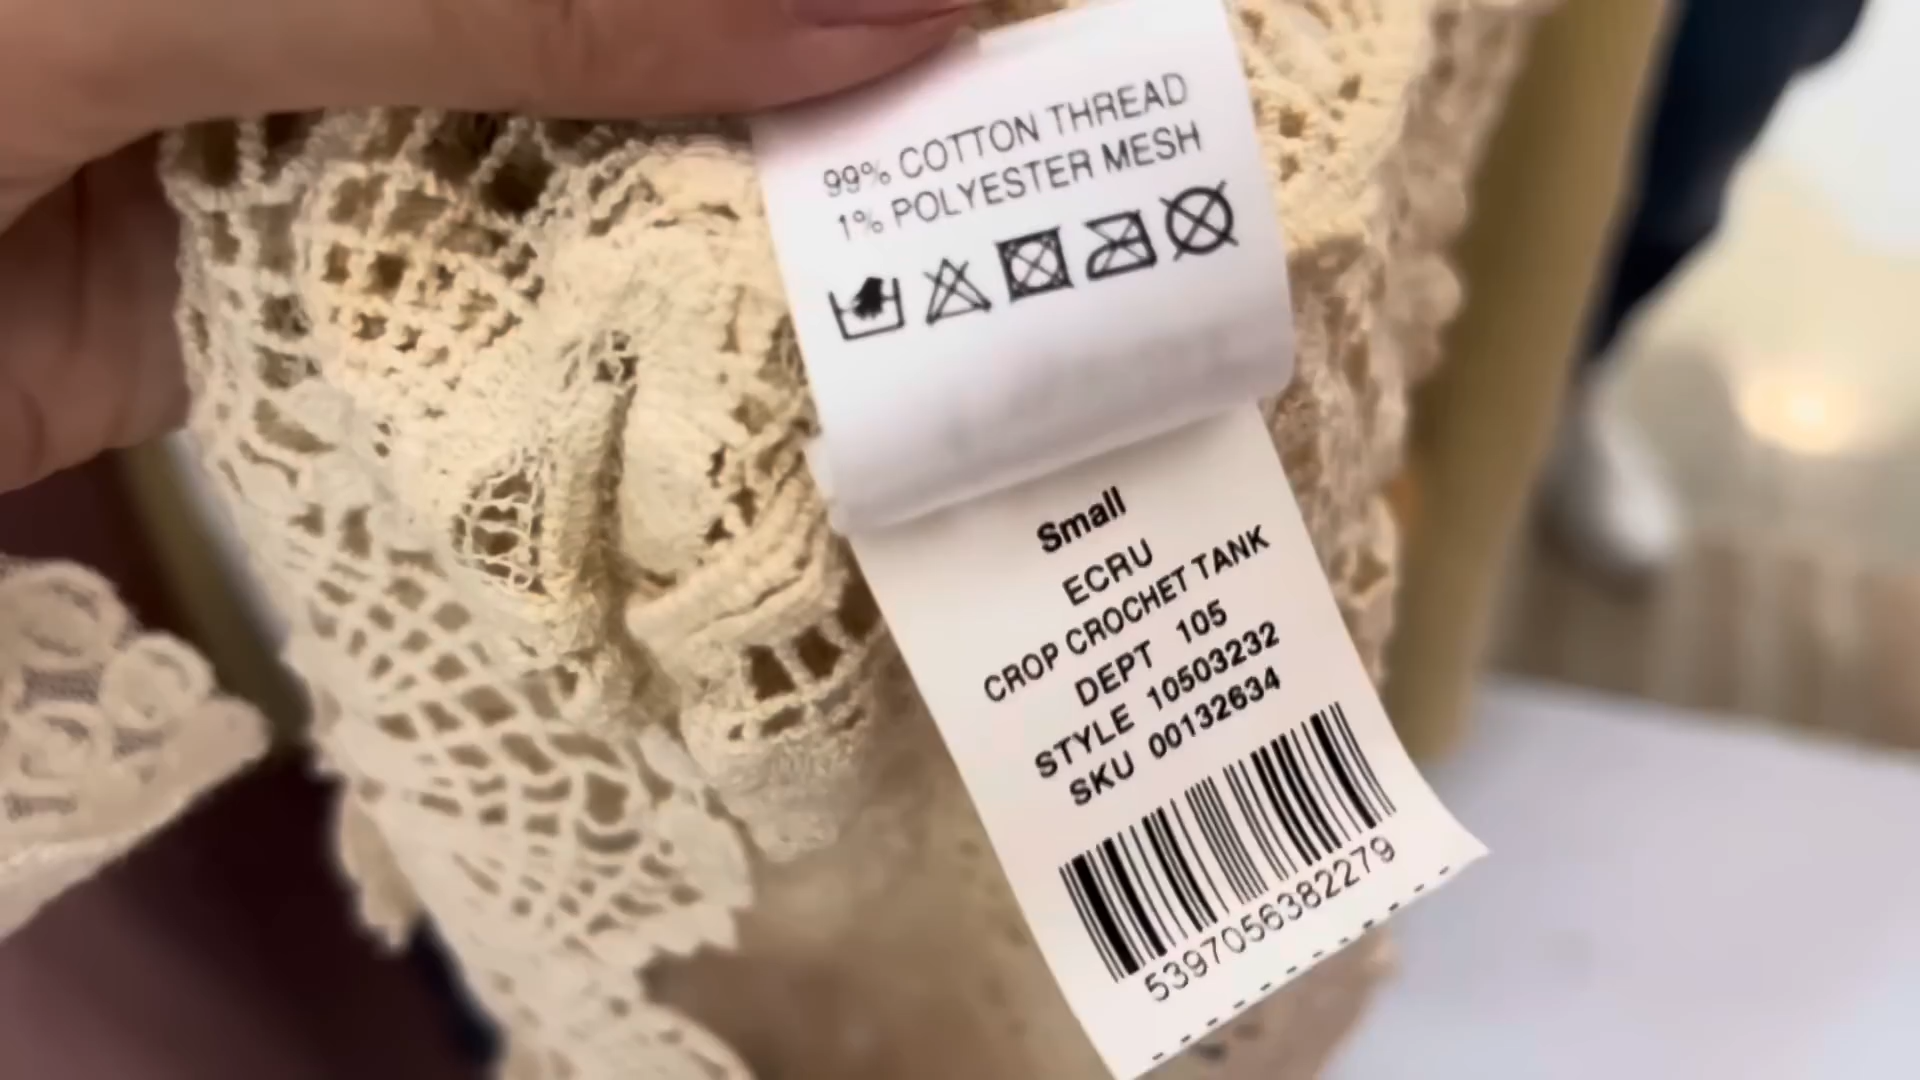 99% COTTON THREAD
1% POLYESTER MESH
Small
ECRU
CROP CROCHET TANK
DEPT 105
STYLE 10503232
SKU 00132634
5397056382279